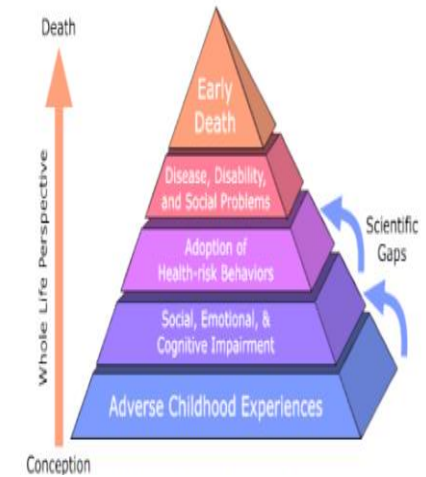 Death
Early
Death
Disease, Disability,
and Social Problems
Scientific
Gaps
Adoption of
Health-risk Behaviors
Social, Emotional, &
Cognitive Impairment
Adverse Childhood Experiences
Whole Life Perspective
Conception